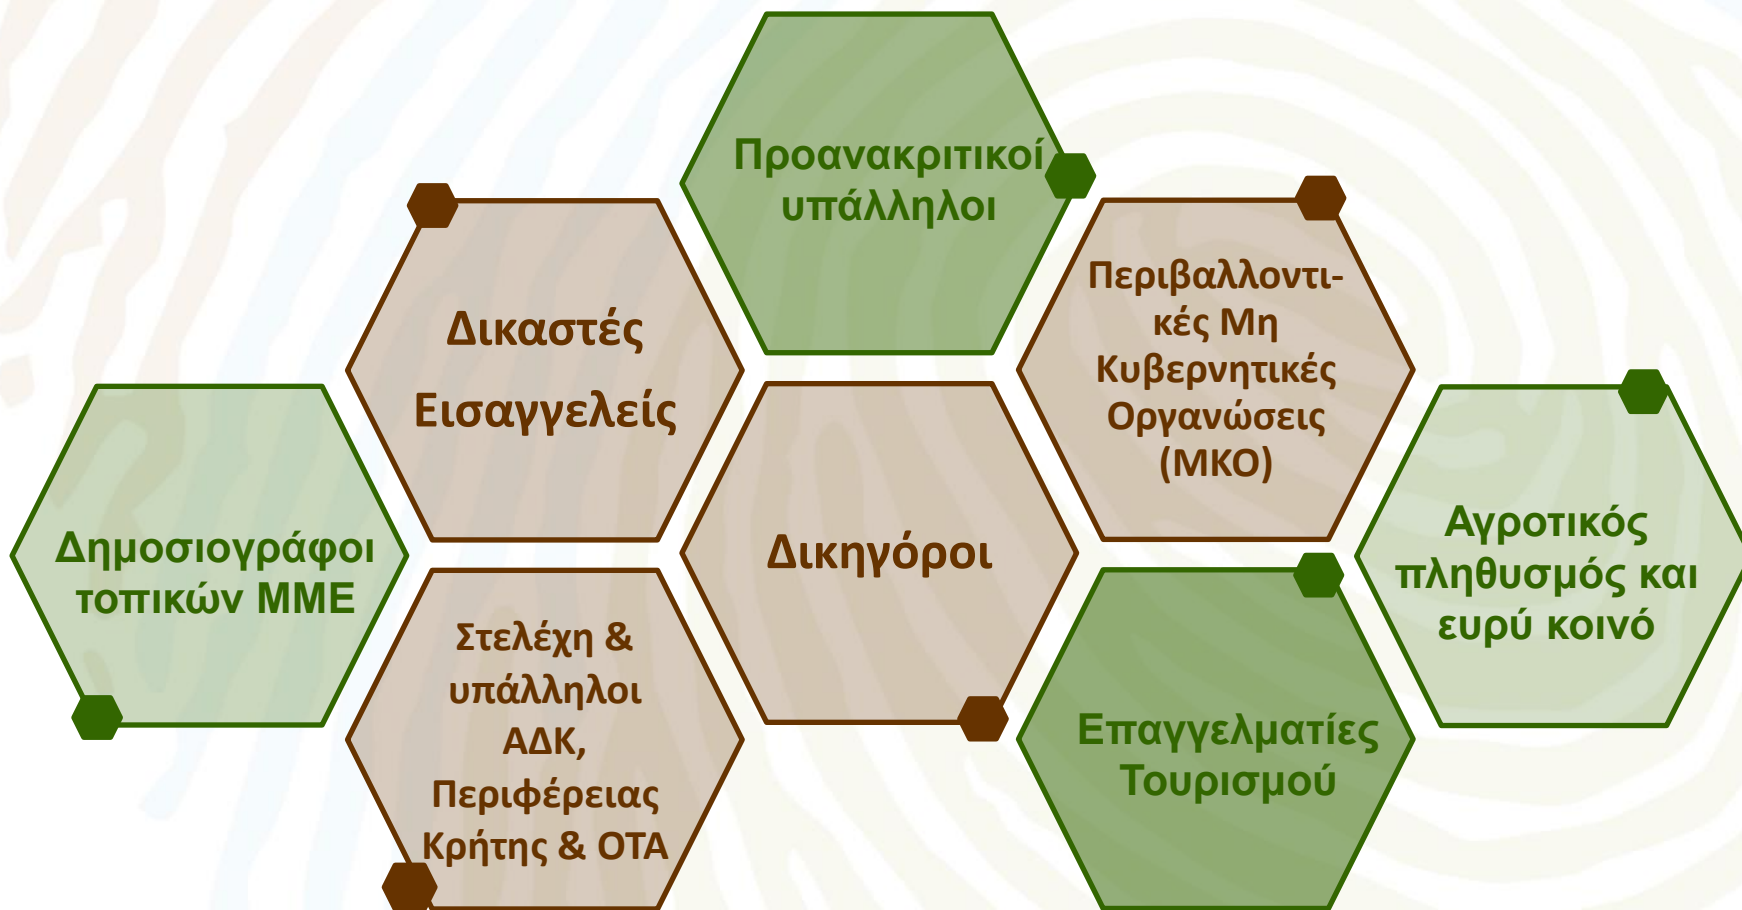 Προανακριτικοί
υπάλληλοι
Δικαστές
Εισαγγελείς
Περιβαλλοντι-
κές Μη
Κυβερνητικές
Οργανώσεις
(ΜΚΟ)
Δημοσιογράφοι
τοπικών ΜΜΕ
Δικηγόροι
Αγροτικός
πληθυσμός και
ευρύ κοινό
Στελέχη &
υπάλληλοι
ΑΔΚ,
Περιφέρειας
Κρήτης & ΟΤΑ
Επαγγελματίες
Τουρισμού